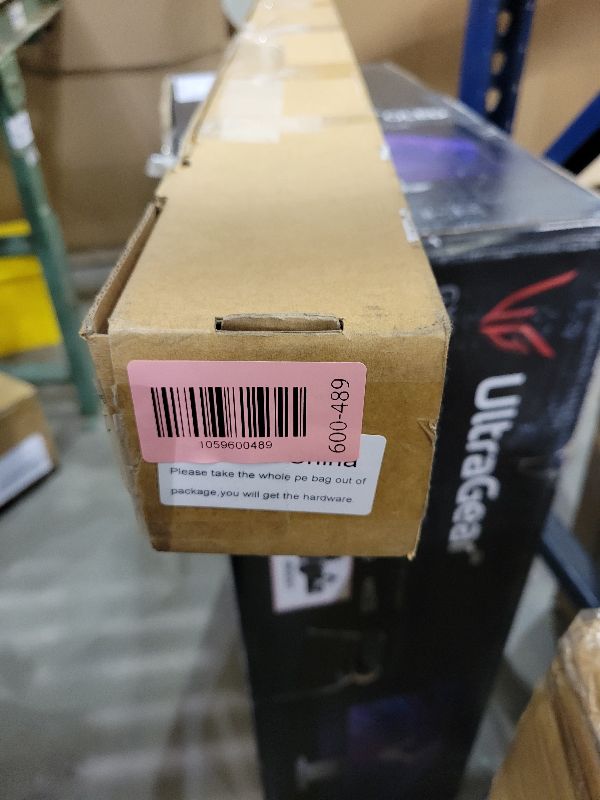 1059600489
600-489
China
Please take the whole pe bag out of
package,you will get the hardware.
UltraGear